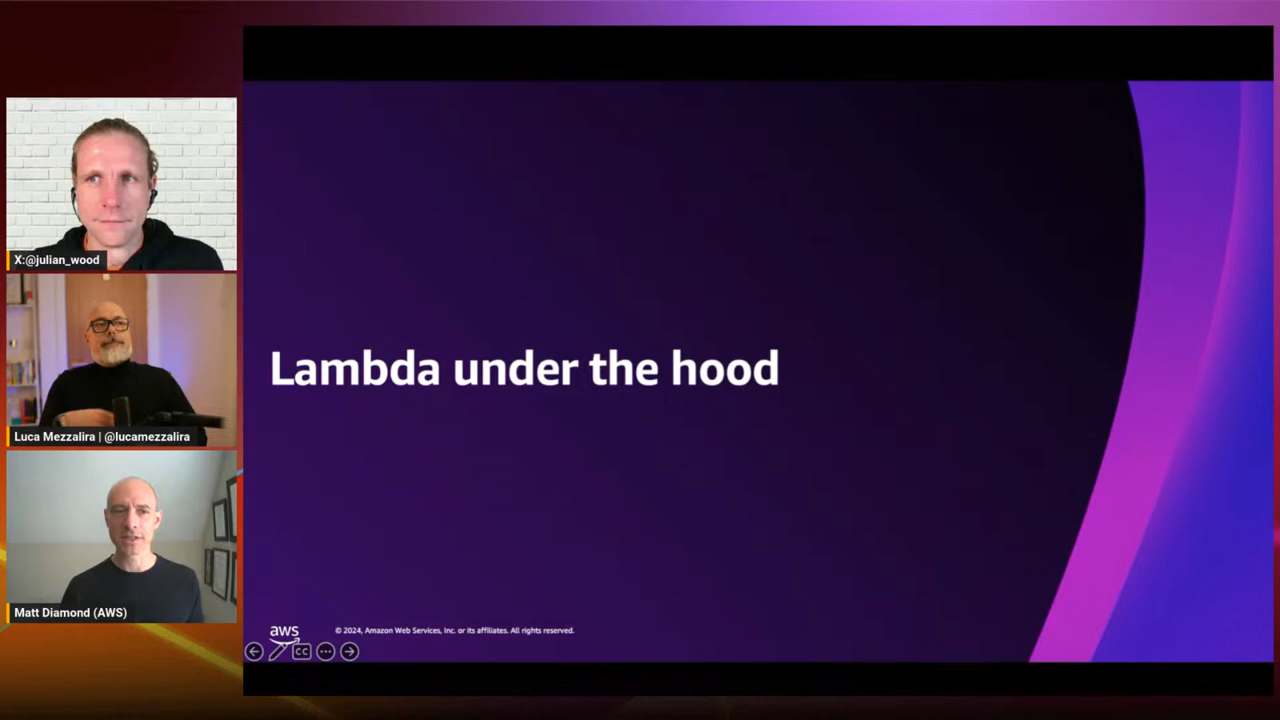 X:@julian_wood
Luca Mezzalira | @lucamezzalira
Matt Diamond (AWS)
Lambda under the hood
aws
© 2024, Amazon Web Services, Inc. or its affiliates. All rights reserved.
CC